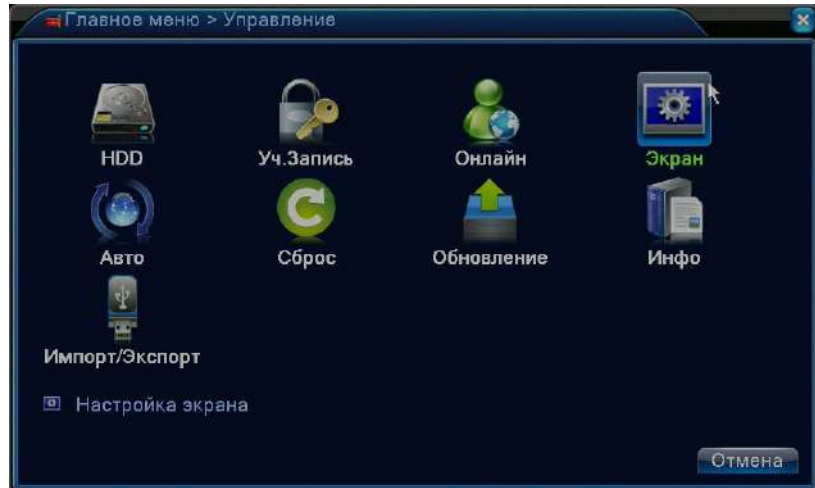 Главное меню > Управление
HDD Уч.Запись Онлайн Экран
Авто Сброс Обновление Инфо
Импорт/Экспорт
Настройка экрана
Отмена